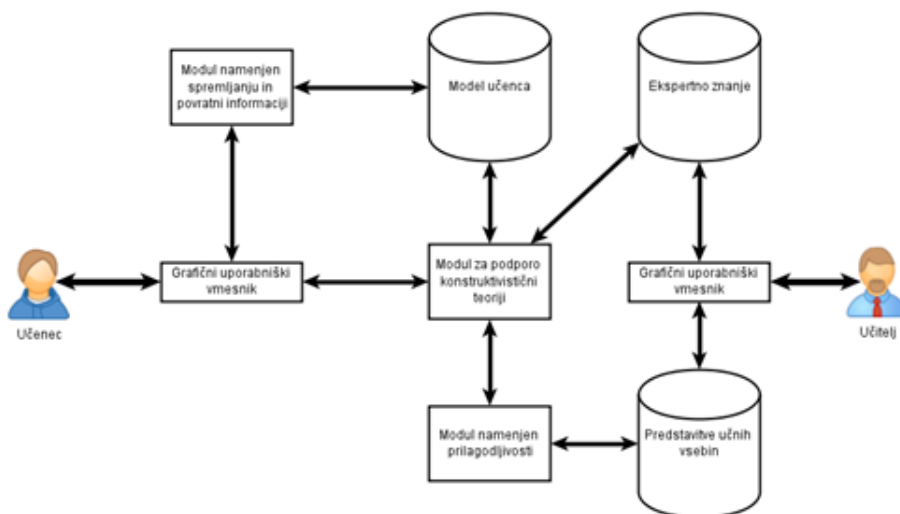 Modul namenjen
spremljanju in
povratni informaciji
Model učenca
Ekspertno znanje
Grafični uporabniški
vmesnik
Modul za podporo
konstruktivistični
teoriji
Grafični uporabniški
vmesnik
Učenec
Učitelj
Modul namenjen
prilagodljivosti
Predstavitve učnih
vsebin